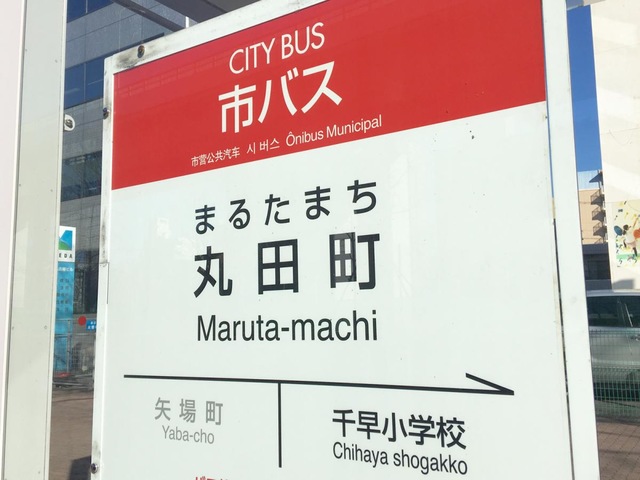 CITY BUS
市バス
市营公共汽车 시 버스 Ônibus Municipal
まるたまち
丸田町
Maruta-machi
矢場町
Yaba-cho
千早小学校
Chihaya shogakko